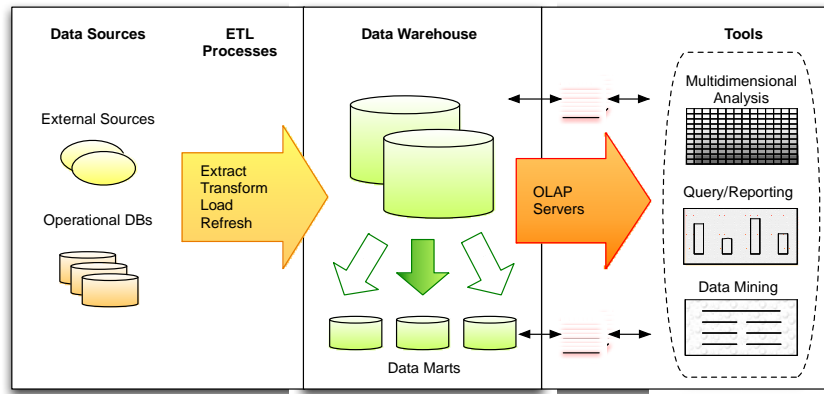 Data Sources
ETL
Processes
Data Warehouse
Tools
External Sources
Operational DBs
Extract
Transform
Load
Refresh
OLAP
Servers
Data Marts
Multidimensional
Analysis
Query/Reporting
Data Mining